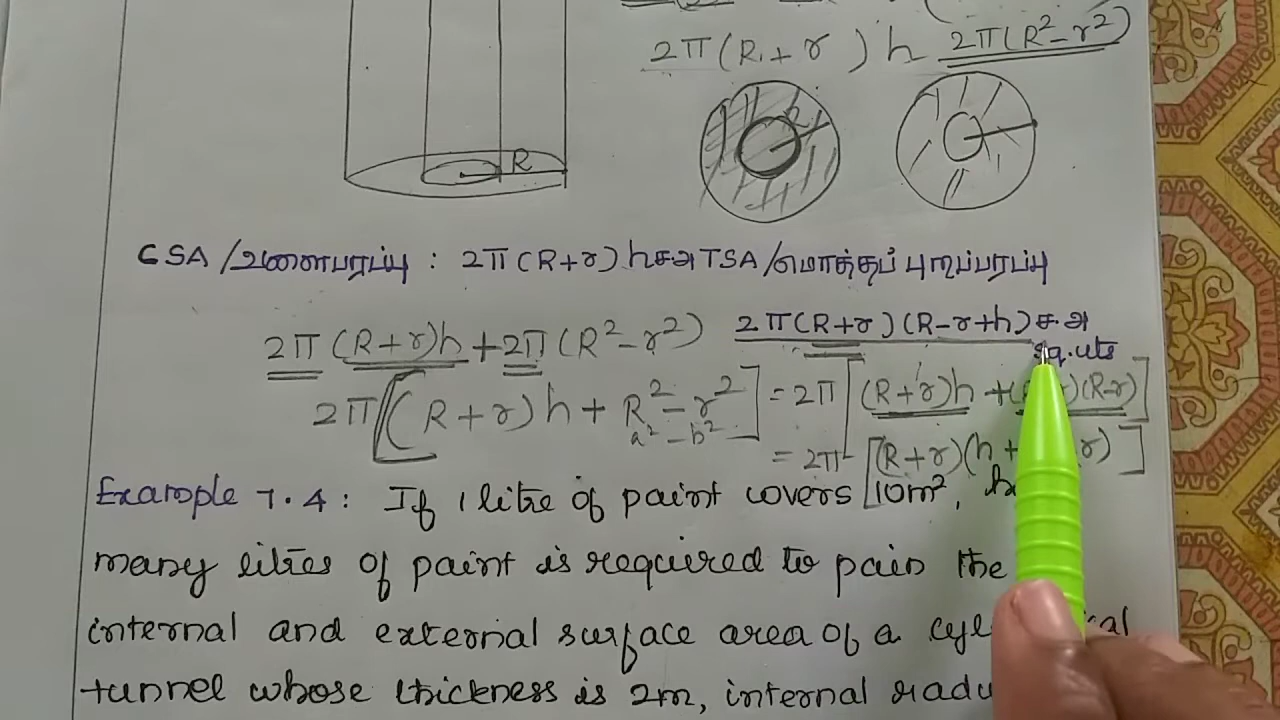 2π(R+r)h 2π(R²-r²)
R
CSA/வளைபரப்பு : 2π(R+r)h ச.அ TSA/மொத்தப் புறப்பரப்பு
2π(R+r)h + 2π(R²-r²) 2π(R+r)(R-r+h) ச.அ
sq.uts
2π[(R+r)h + R²-r²] = 2π[(R+r)h + )(R-r)]
a²-b²
= 2π[(R+r)(h+ r)]
Example 7.4 : If 1 litre of paint covers 10m²,
many litres of paint is required to pain the
internal and external surface area of a
tunnel whose thickness is 2m, internal